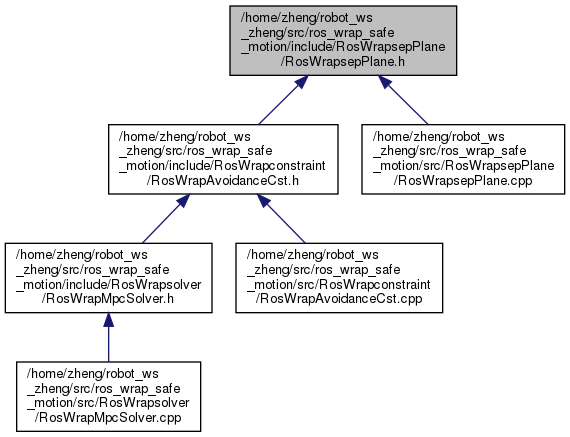 /home/zheng/robot_ws
_zheng/src/ros_wrap_safe
_motion/include/RosWrapsepPlane
/RosWrapsepPlane.h
/home/zheng/robot_ws
_zheng/src/ros_wrap_safe
_motion/include/RosWrapconstraint
/RosWrapAvoidanceCst.h
/home/zheng/robot_ws
_zheng/src/ros_wrap_safe
_motion/src/RosWrapsepPlane
/RosWrapsepPlane.cpp
/home/zheng/robot_ws
_zheng/src/ros_wrap_safe
_motion/include/RosWrapsolver
/RosWrapMpcSolver.h
/home/zheng/robot_ws
_zheng/src/ros_wrap_safe
_motion/src/RosWrapconstraint
/RosWrapAvoidanceCst.cpp
/home/zheng/robot_ws
_zheng/src/ros_wrap_safe
_motion/src/RosWrapsolver
/RosWrapMpcSolver.cpp